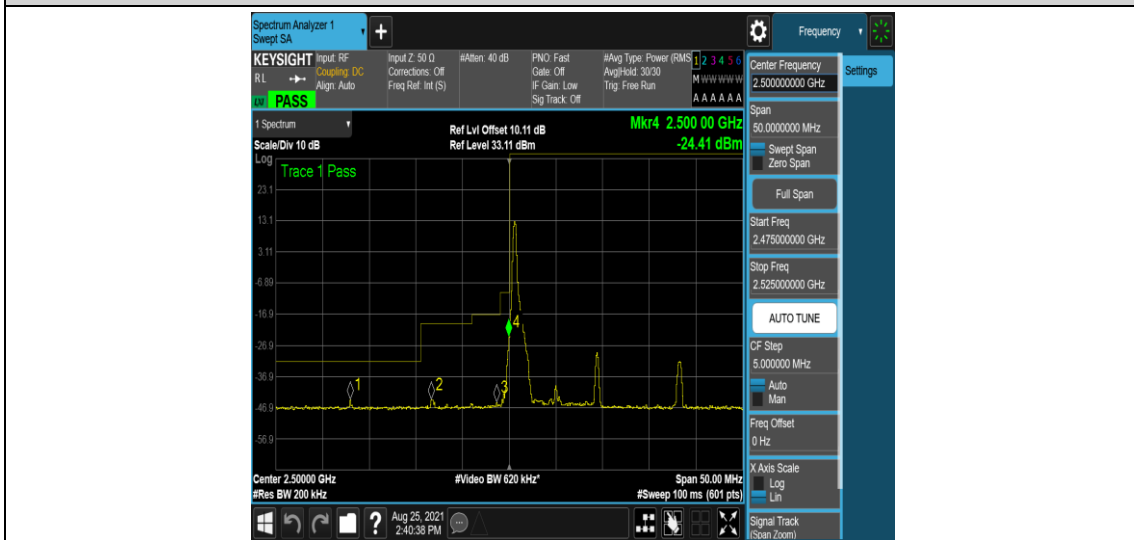 Spectrum Analyzer 1
Swept SA
+
Frequency
KEYSIGHT
RL
LXI
PASS
Input: RF
Coupling: DC
Align: Auto
Input Z: 50 Ω
Corrections: Off
Freq Ref: Int (S)
#Atten: 40 dB
PNO: Fast
Gate: Off
IF Gain: Low
Sig Track: Off
#Avg Type: Power (RMS
Avg|Hold: 30/30
Trig: Free Run
1 2 3 4 5 6
M W W W W W
A A A A A A
1 Spectrum
Scale/Div 10 dB
Ref Lvl Offset 10.11 dB
Ref Level 33.11 dBm
Mkr4 2.500 00 GHz
-24.41 dBm
Log
Trace 1 Pass
23.1
13.1
3.11
-6.89
-16.9
-26.9
-36.9
-46.9
-56.9
1
2
3
4
Center 2.50000 GHz
#Res BW 200 kHz
#Video BW 620 kHz*
Span 50.00 MHz
#Sweep 100 ms (601 pts)
Aug 25, 2021
2:40:38 PM
?
Center Frequency
2.500000000 GHz
Settings
Span
50.0000000 MHz
Swept Span
Zero Span
Full Span
Start Freq
2.475000000 GHz
Stop Freq
2.525000000 GHz
AUTO TUNE
CF Step
5.000000 MHz
Auto
Man
Freq Offset
0 Hz
X Axis Scale
Log
Lin
Signal Track
(Span Zoom)